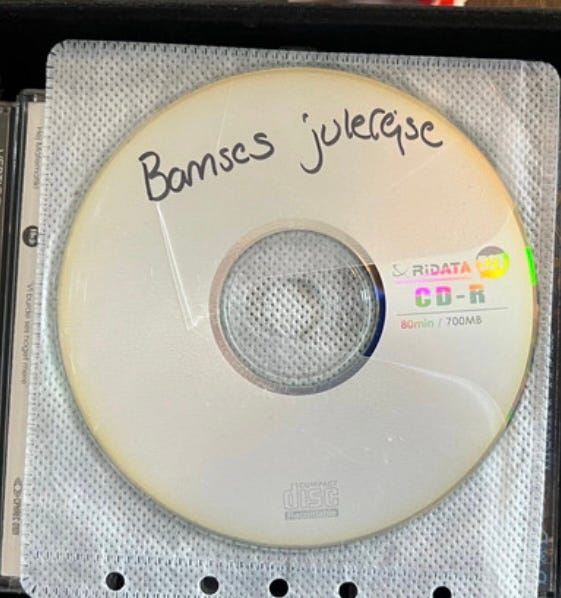 Bamses julerejse
RiDATA
CD-R
80min / 700MB
COMPACT
disc
Recordable